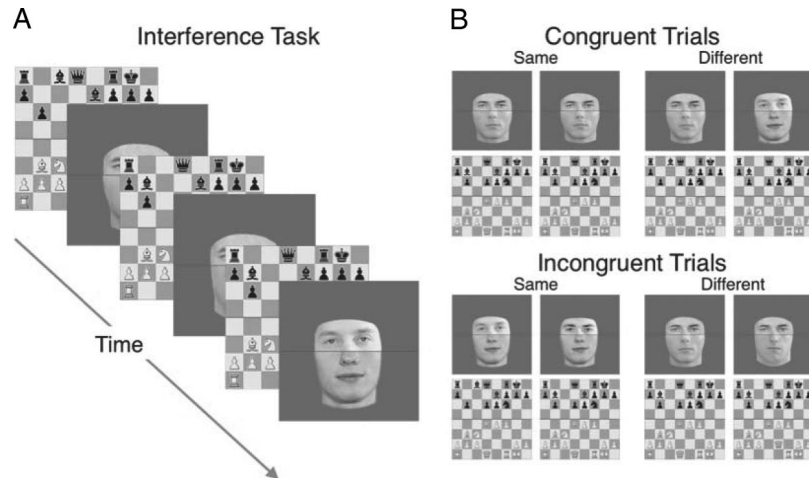 A
Interference Task
Time
B
Congruent Trials
Same Different
Incongruent Trials
Same Different